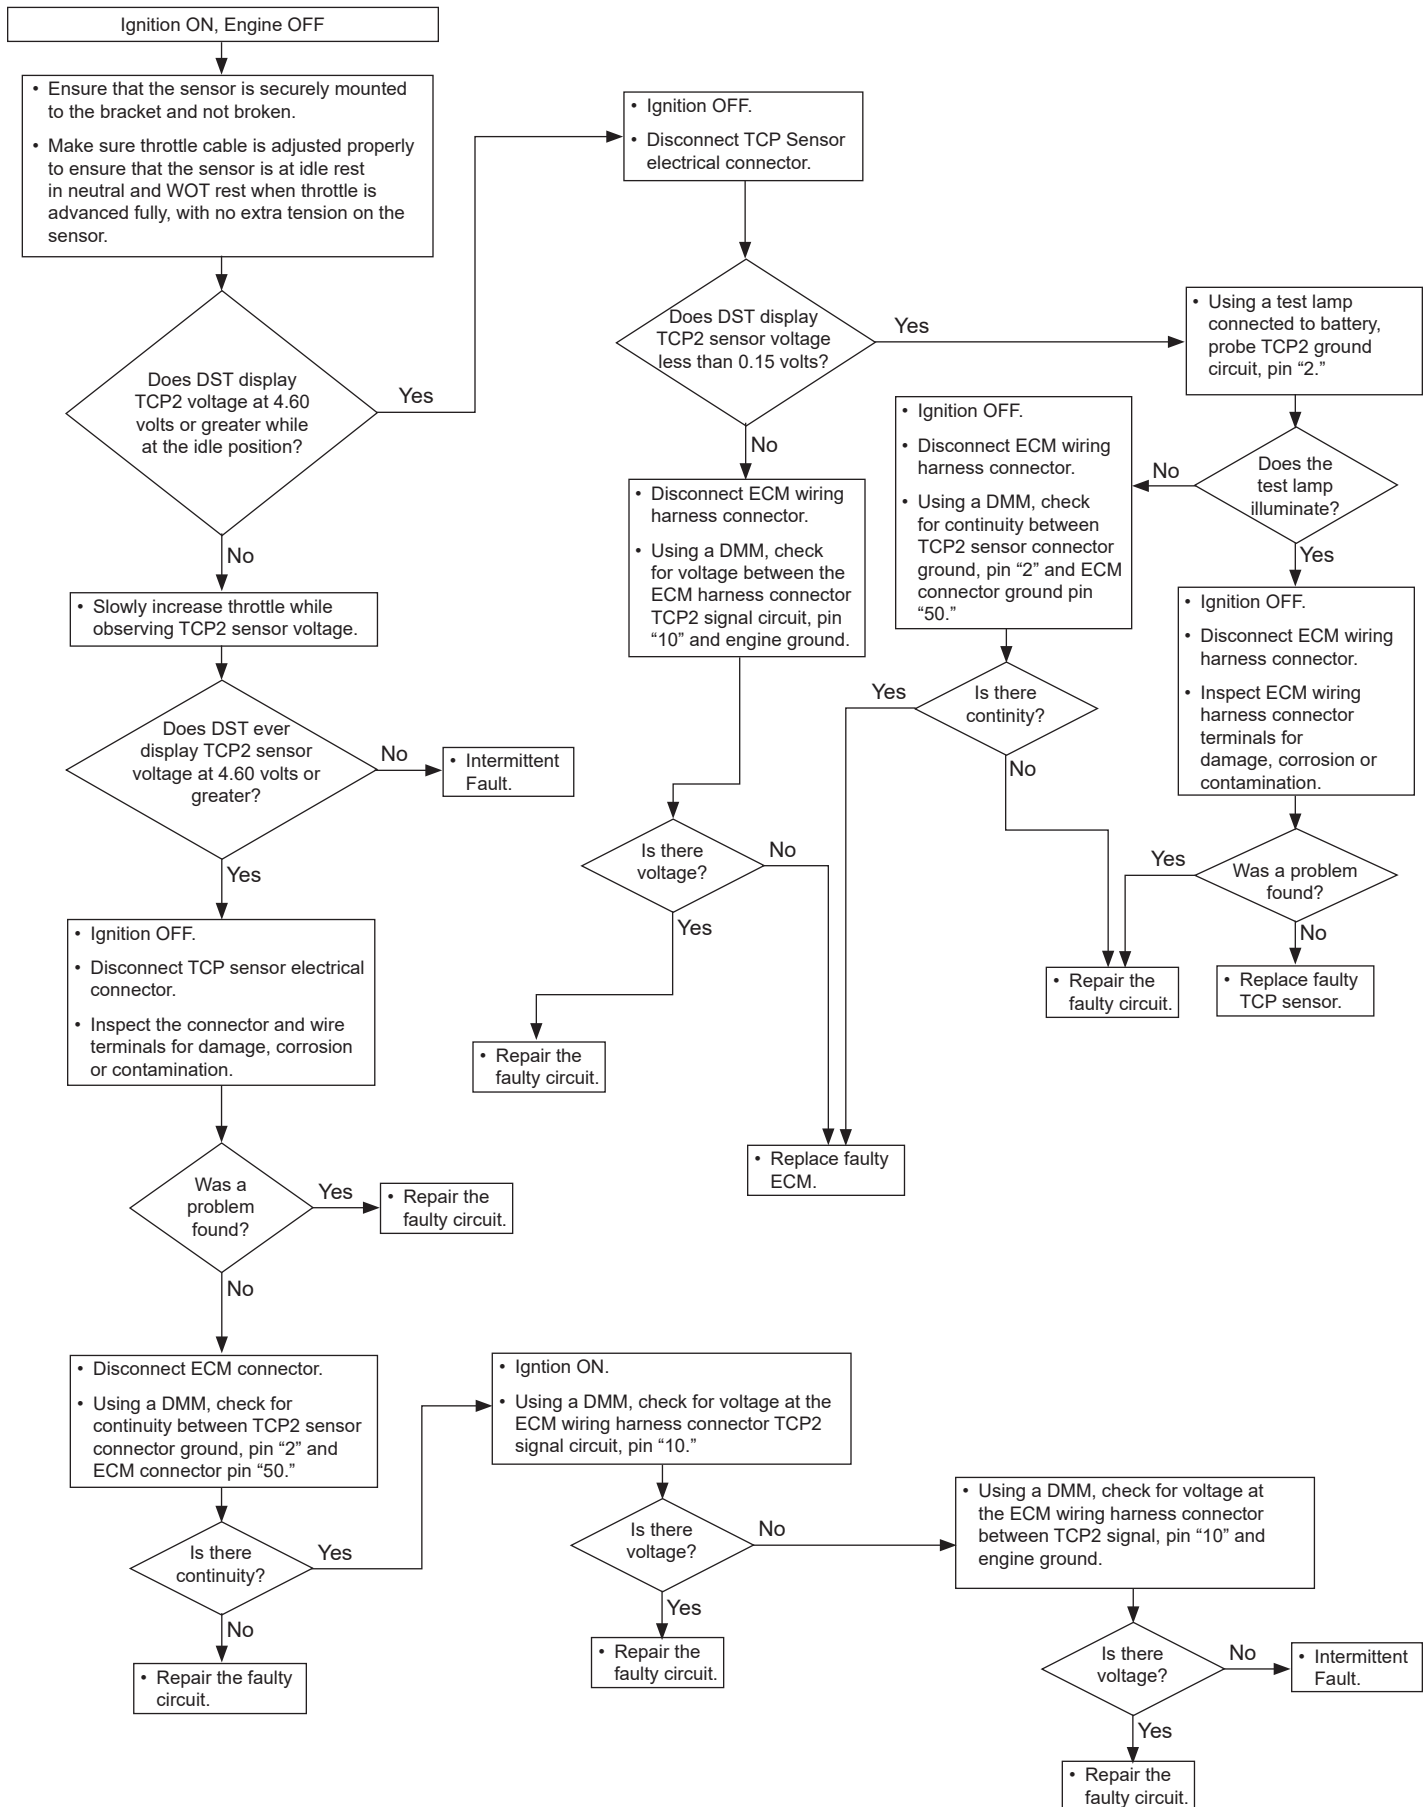 Ignition ON, Engine OFF
• Ensure that the sensor is securely mounted
to the bracket and not broken.
• Make sure throttle cable is adjusted properly
to ensure that the sensor is at idle rest
in neutral and WOT rest when throttle is
advanced fully, with no extra tension on the
sensor.
Does DST display
TCP2 voltage at 4.60
volts or greater while
at the idle position?
Yes
No
• Slowly increase throttle while
observing TCP2 sensor voltage.
Does DST ever
display TCP2 sensor
voltage at 4.60 volts or
greater?
No
• Intermittent
Fault.
Yes
• Ignition OFF.
• Disconnect TCP sensor electrical
connector.
• Inspect the connector and wire
terminals for damage, corrosion
or contamination.
Was a
problem
found?
Yes
• Repair the
faulty circuit.
No
• Disconnect ECM connector.
• Using a DMM, check for
continuity between TCP2 sensor
connector ground, pin “2” and
ECM connector pin “50.”
Is there
continuity?
Yes
No
• Repair the faulty
circuit.
• Ignition OFF.
• Disconnect TCP Sensor
electrical connector.
Does DST display
TCP2 sensor voltage
less than 0.15 volts?
Yes
No
• Disconnect ECM wiring
harness connector.
• Using a DMM, check
for voltage between the
ECM harness connector
TCP2 signal circuit, pin
“10” and engine ground.
Is there
voltage?
No
Yes
• Repair the
faulty circuit.
• Replace faulty
ECM.
• Using a test lamp
connected to battery,
probe TCP2 ground
circuit, pin “2.”
Does the
test lamp
illuminate?
No
Yes
• Ignition OFF.
• Disconnect ECM wiring
harness connector.
• Using a DMM, check
for continuity between
TCP2 sensor connector
ground, pin “2” and ECM
connector ground pin
“50.”
Is there
continity?
Yes
No
• Ignition OFF.
• Disconnect ECM wiring
harness connector.
• Inspect ECM wiring
harness connector
terminals for
damage, corrosion or
contamination.
Was a problem
found?
Yes
No
• Repair the
faulty circuit.
• Replace faulty
TCP sensor.
• Igntion ON.
• Using a DMM, check for voltage at the
ECM wiring harness connector TCP2
signal circuit, pin “10.”
Is there
voltage?
No
Yes
• Repair the
faulty circuit.
• Using a DMM, check for voltage at
the ECM wiring harness connector
between TCP2 signal, pin “10” and
engine ground.
Is there
voltage?
No
• Intermittent
Fault.
Yes
• Repair the
faulty circuit.